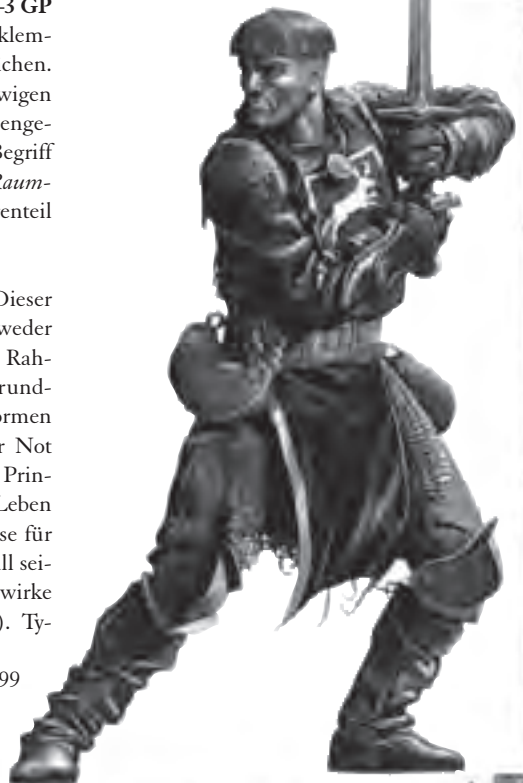 -3 GP
klem-
chen.
wigen
enge-
Begriff
Raum-
enteil
Dieser
weder
Rah-
rund-
ormen
r Not
Prin-
Leben
se für
ll sei-
wirke
). Ty-
99